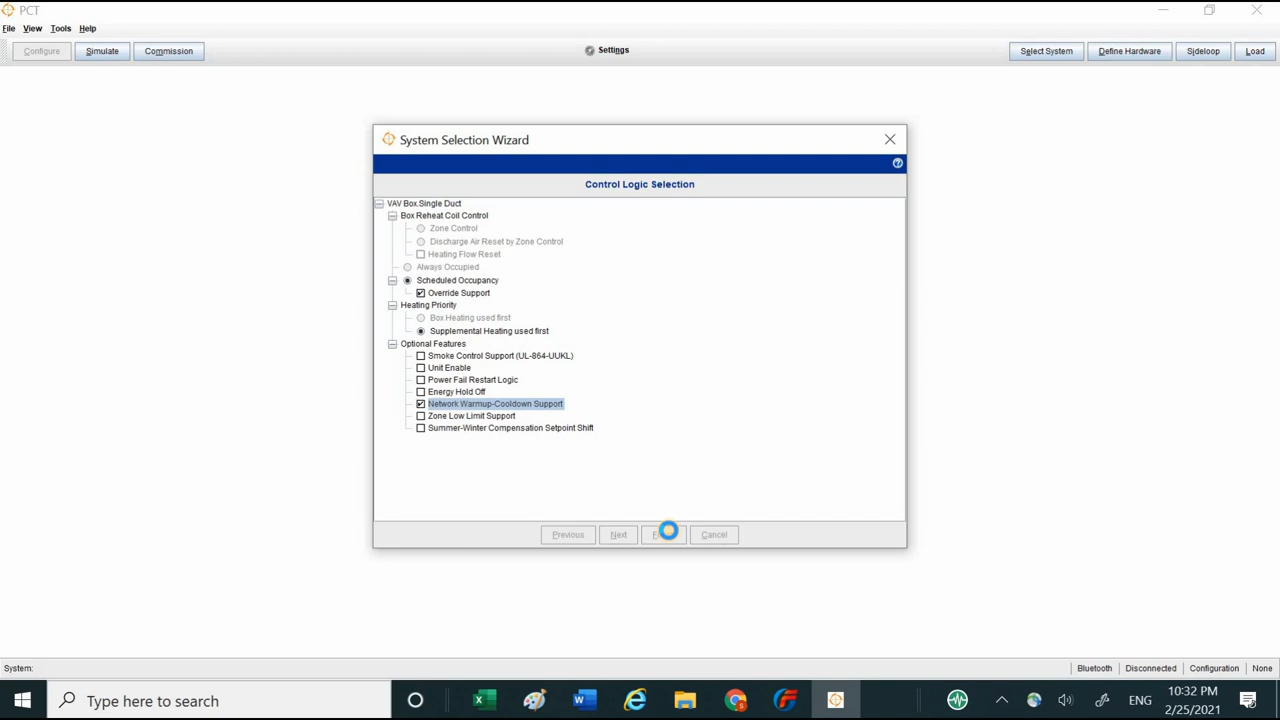 PCT
File View Tools Help
Configure Simulate Commission Settings Select System Define Hardware Sideloop Load
System Selection Wizard
Control Logic Selection
VAV Box.Single Duct
Box Reheat Coil Control
Zone Control
Discharge Air Reset by Zone Control
Heating Flow Reset
Always Occupied
Scheduled Occupancy
Override Support
Heating Priority
Box Heating used first
Supplemental Heating used first
Optional Features
Smoke Control Support (UL-864-UUKL)
Unit Enable
Power Fail Restart Logic
Energy Hold Off
Network Warmup-Cooldown Support
Zone Low Limit Support
Summer-Winter Compensation Setpoint Shift
Previous Next Cancel
System: Bluetooth Disconnected Configuration None
Type here to search ENG 10:32 PM
2/25/2021